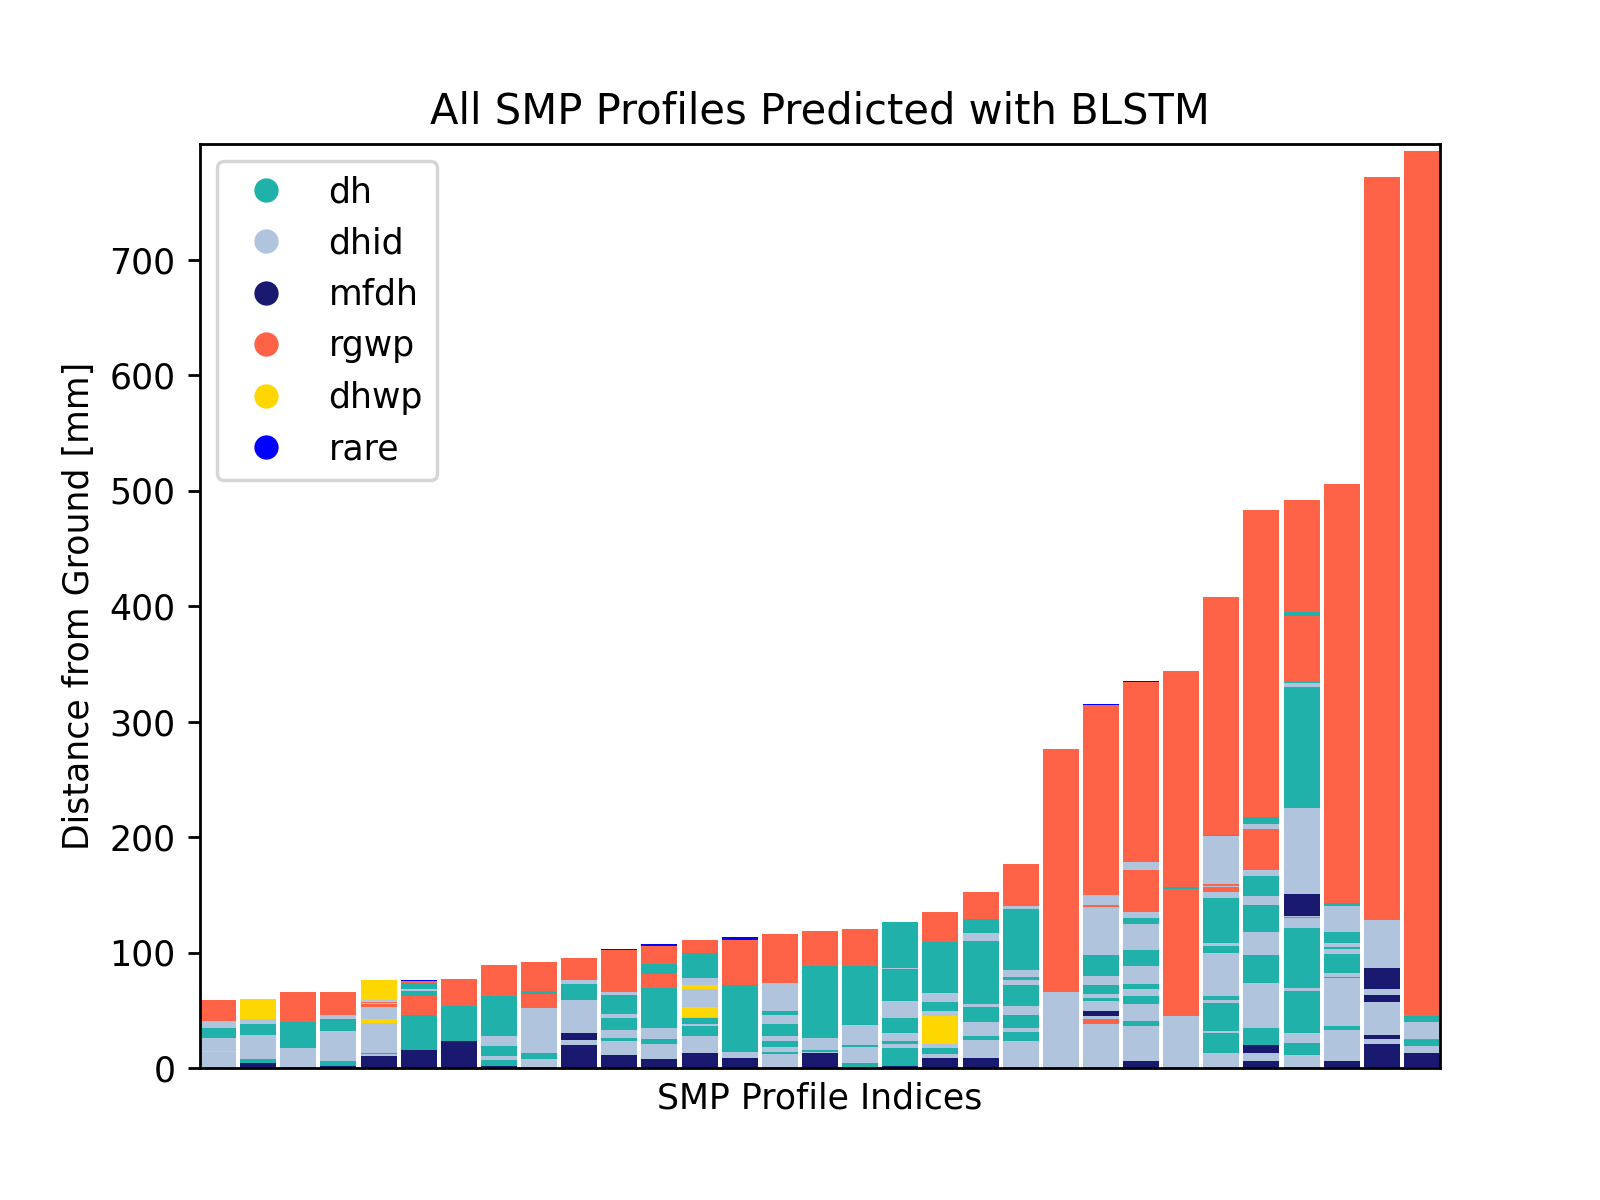 All SMP Profiles Predicted with BLSTM
dh
dhid
mfdh
rgwp
dhwp
rare
Distance from Ground [mm]
700
600
500
400
300
200
100
0
SMP Profile Indices